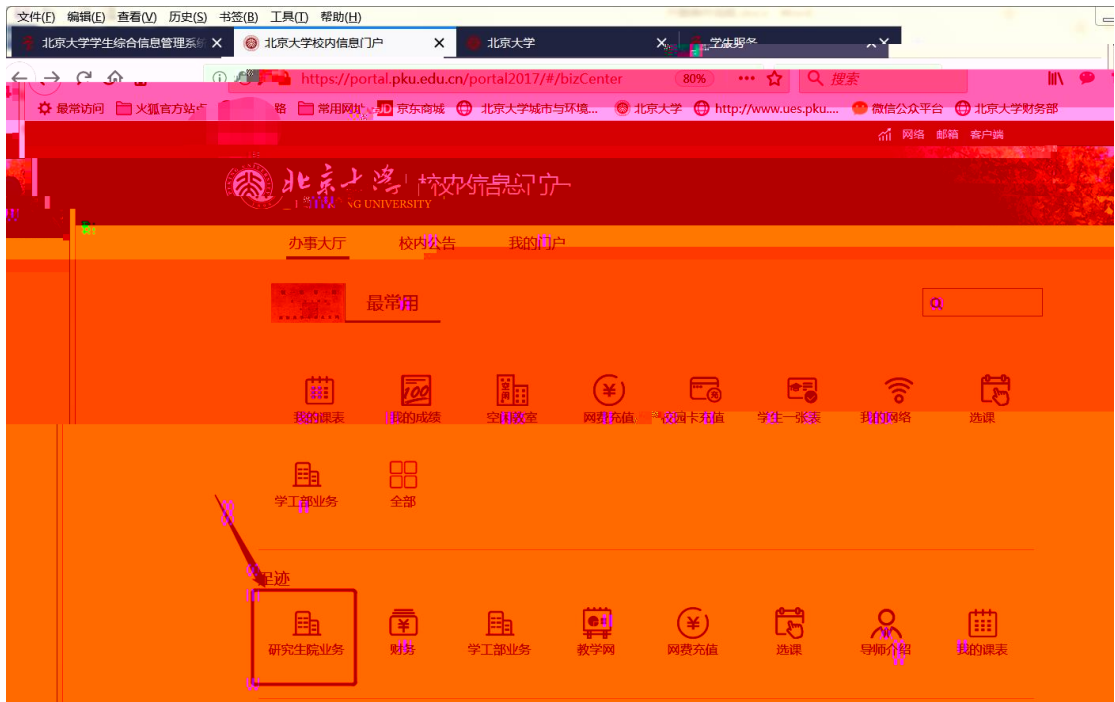 文件(F) 编辑(E) 查看(V) 历史(S) 书签(B) 工具(T) 帮助(H)
北京大学学生综合信息管理系统 北京大学校内信息门户 北京大学 学生服务
https://portal.pku.edu.cn/portal2017/#/bizCenter 80% 搜索
最常访问 火狐官方站点 常用网址 JD 京东商城 北京大学城市与环境... 北京大学 http://www.ues.pku.... 微信公众平台 北京大学财务部
网络 邮箱 客户端
北京大学 校内信息门户
办事大厅 校内公告 我的门户
最常用
我的课表 我的成绩 空闲教室 网费充值 校园卡充值 学生一张表 我的网络 选课
学工部业务 全部
足迹
研究生院业务 财务 学工部业务 教学网 网费充值 选课 导师介绍 我的课表